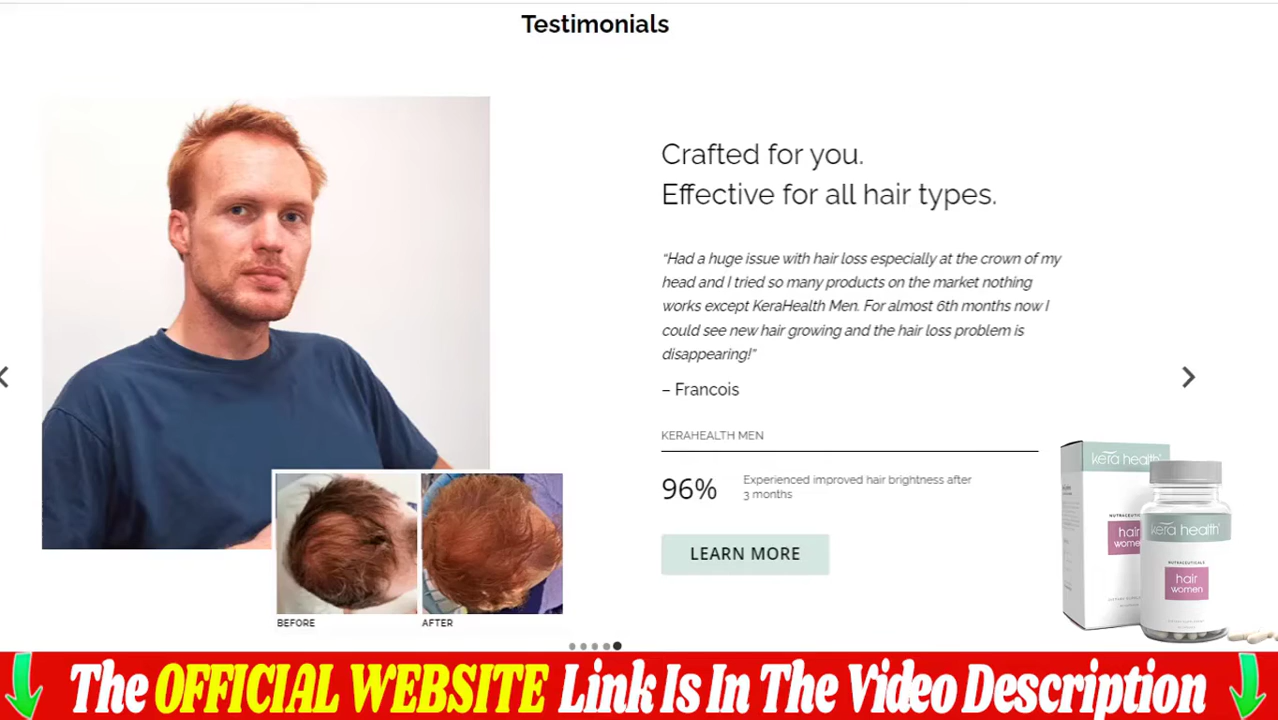 Testimonials
Crafted for you.
Effective for all hair types.
“Had a huge issue with hair loss especially at the crown of my
head and I tried so many products on the market nothing
works except KeraHealth Men. For almost 6th months now I
could see new hair growing and the hair loss problem is
disappearing!”
– Francois
KERAHEALTH MEN
96%
Experienced improved hair brightness after
3 months
LEARN MORE
BEFORE
AFTER
kera health
NUTRACEUTICALS
hair
women
kera health
NUTRACEUTICALS
hair
women
The OFFICIAL WEBSITE Link Is In The Video Description